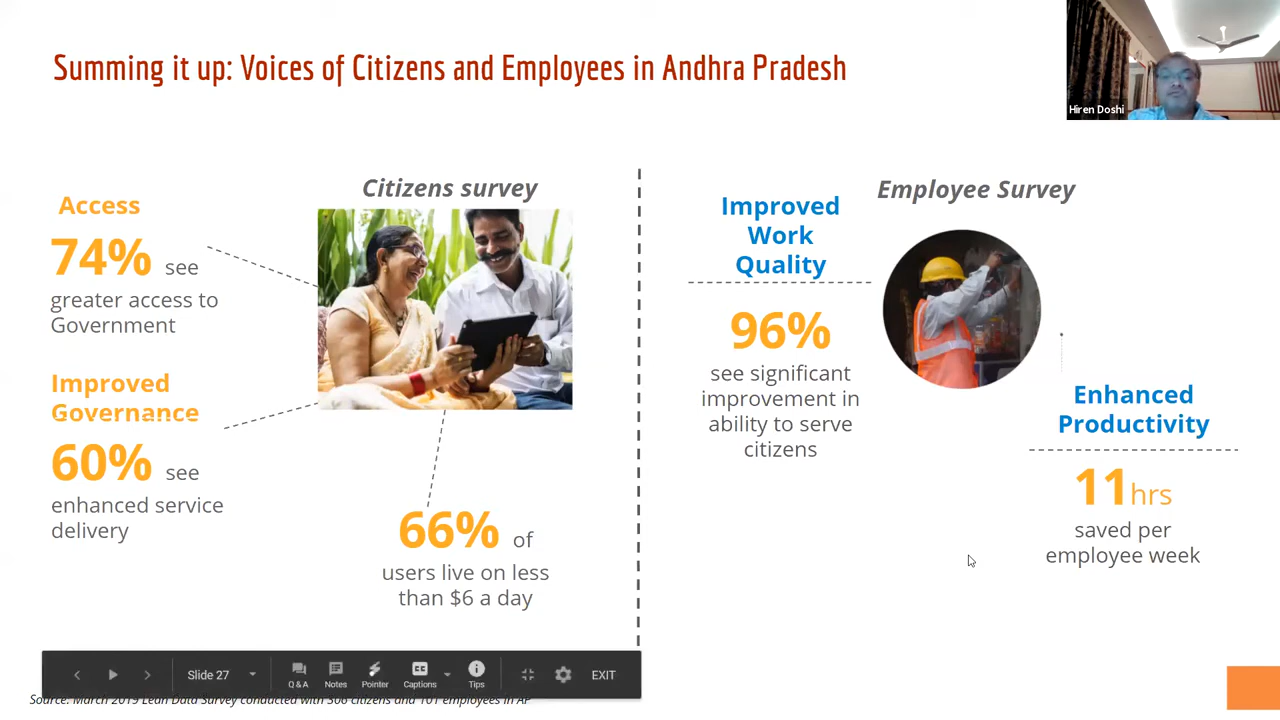 Summing it up: Voices of Citizens and Employees in Andhra Pradesh
Hiren Doshi
Citizens survey
Access
74% see
greater access to
Government
Improved
Governance
60% see
enhanced service
delivery
66% of
users live on less
than $6 a day
Employee Survey
Improved
Work
Quality
96%
see significant
improvement in
ability to serve
citizens
Enhanced
Productivity
11hrs
saved per
employee week
Slide 27
Q & A
Notes
Pointer
Captions
Tips
EXIT
Source: March 2019 Lean Data Survey conducted with 306 citizens and 101 employees in AP